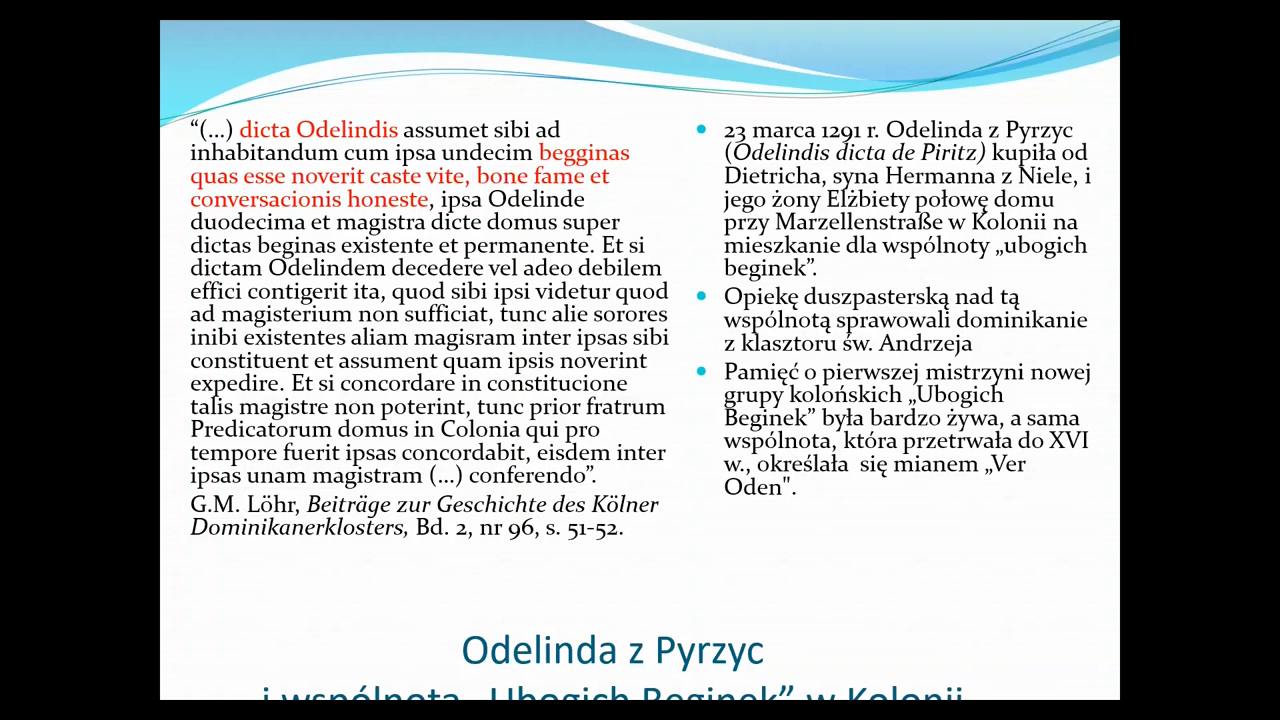 “(…) dicta Odelindis assumet sibi ad
inhabitandum cum ipsa undecim begginas
quas esse noverit caste vite, bone fame et
conversacionis honeste, ipsa Odelinde
duodecima et magistra dicte domus super
dictas beginas existente et permanente. Et si
dictam Odelindem decedere vel adeo debilem
effici contigerit ita, quod sibi ipsi videtur quod
ad magisterium non sufficiat, tunc alie sorores
inibi existentes aliam magisram inter ipsas sibi
constituent et assument quam ipsis noverint
expedire. Et si concordare in constitucione
talis magistre non poterint, tunc prior fratrum
Predicatorum domus in Colonia qui pro
tempore fuerit ipsas concordabit, eisdem inter
ipsas unam magistram (…) conferendo”.
G.M. Löhr, Beiträge zur Geschichte des Kölner
Dominikanerklosters, Bd. 2, nr 96, s. 51-52.
• 23 marca 1291 r. Odelinda z Pyrzyc
(Odelindis dicta de Piritz) kupiła od
Dietricha, syna Hermanna z Niele, i
jego żony Elżbiety połowę domu
przy Marzellenstraße w Kolonii na
mieszkanie dla wspólnoty „ubogich
beginek”.
• Opiekę duszpasterską nad tą
wspólnotą sprawowali dominikanie
z klasztoru św. Andrzeja
• Pamięć o pierwszej mistrzyni nowej
grupy kolońskich „Ubogich
Beginek” była bardzo żywa, a sama
wspólnota, która przetrwała do XVI
w., określała się mianem „Ver
Oden".
Odelinda z Pyrzyc
i wspólnota „Ubogich Beginek” w Kolonii